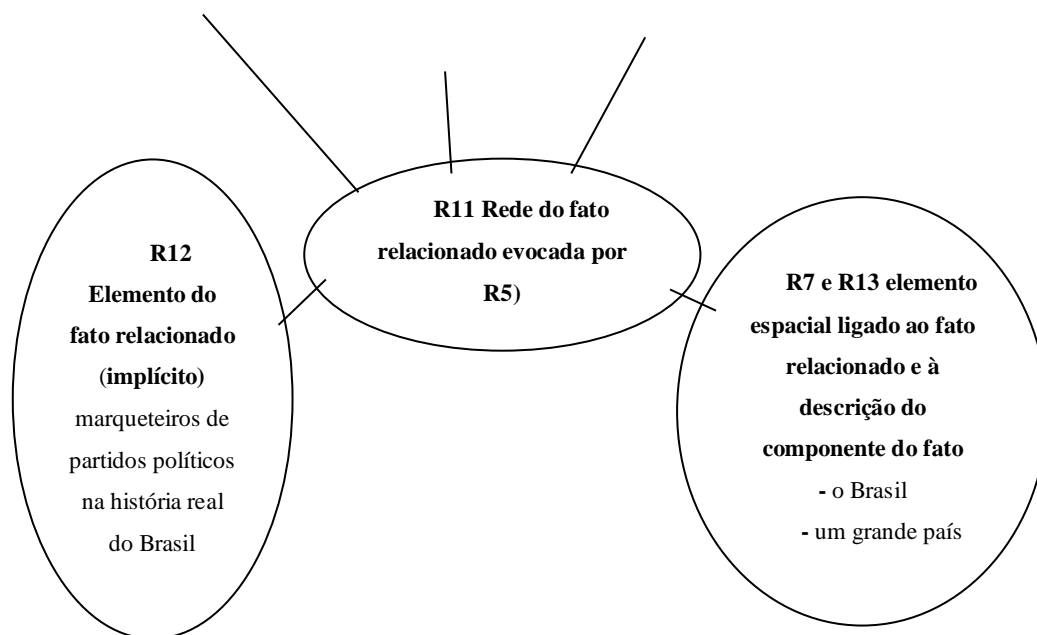 R12
Elemento do
fato relacionado
(implícito)
marqueteiros de
partidos políticos
na história real
do Brasil
R11 Rede do fato
relacionado evocada por
R5)
R7 e R13 elemento
espacial ligado ao fato
relacionado e à
descrição do
componente do fato
- o Brasil
- um grande país